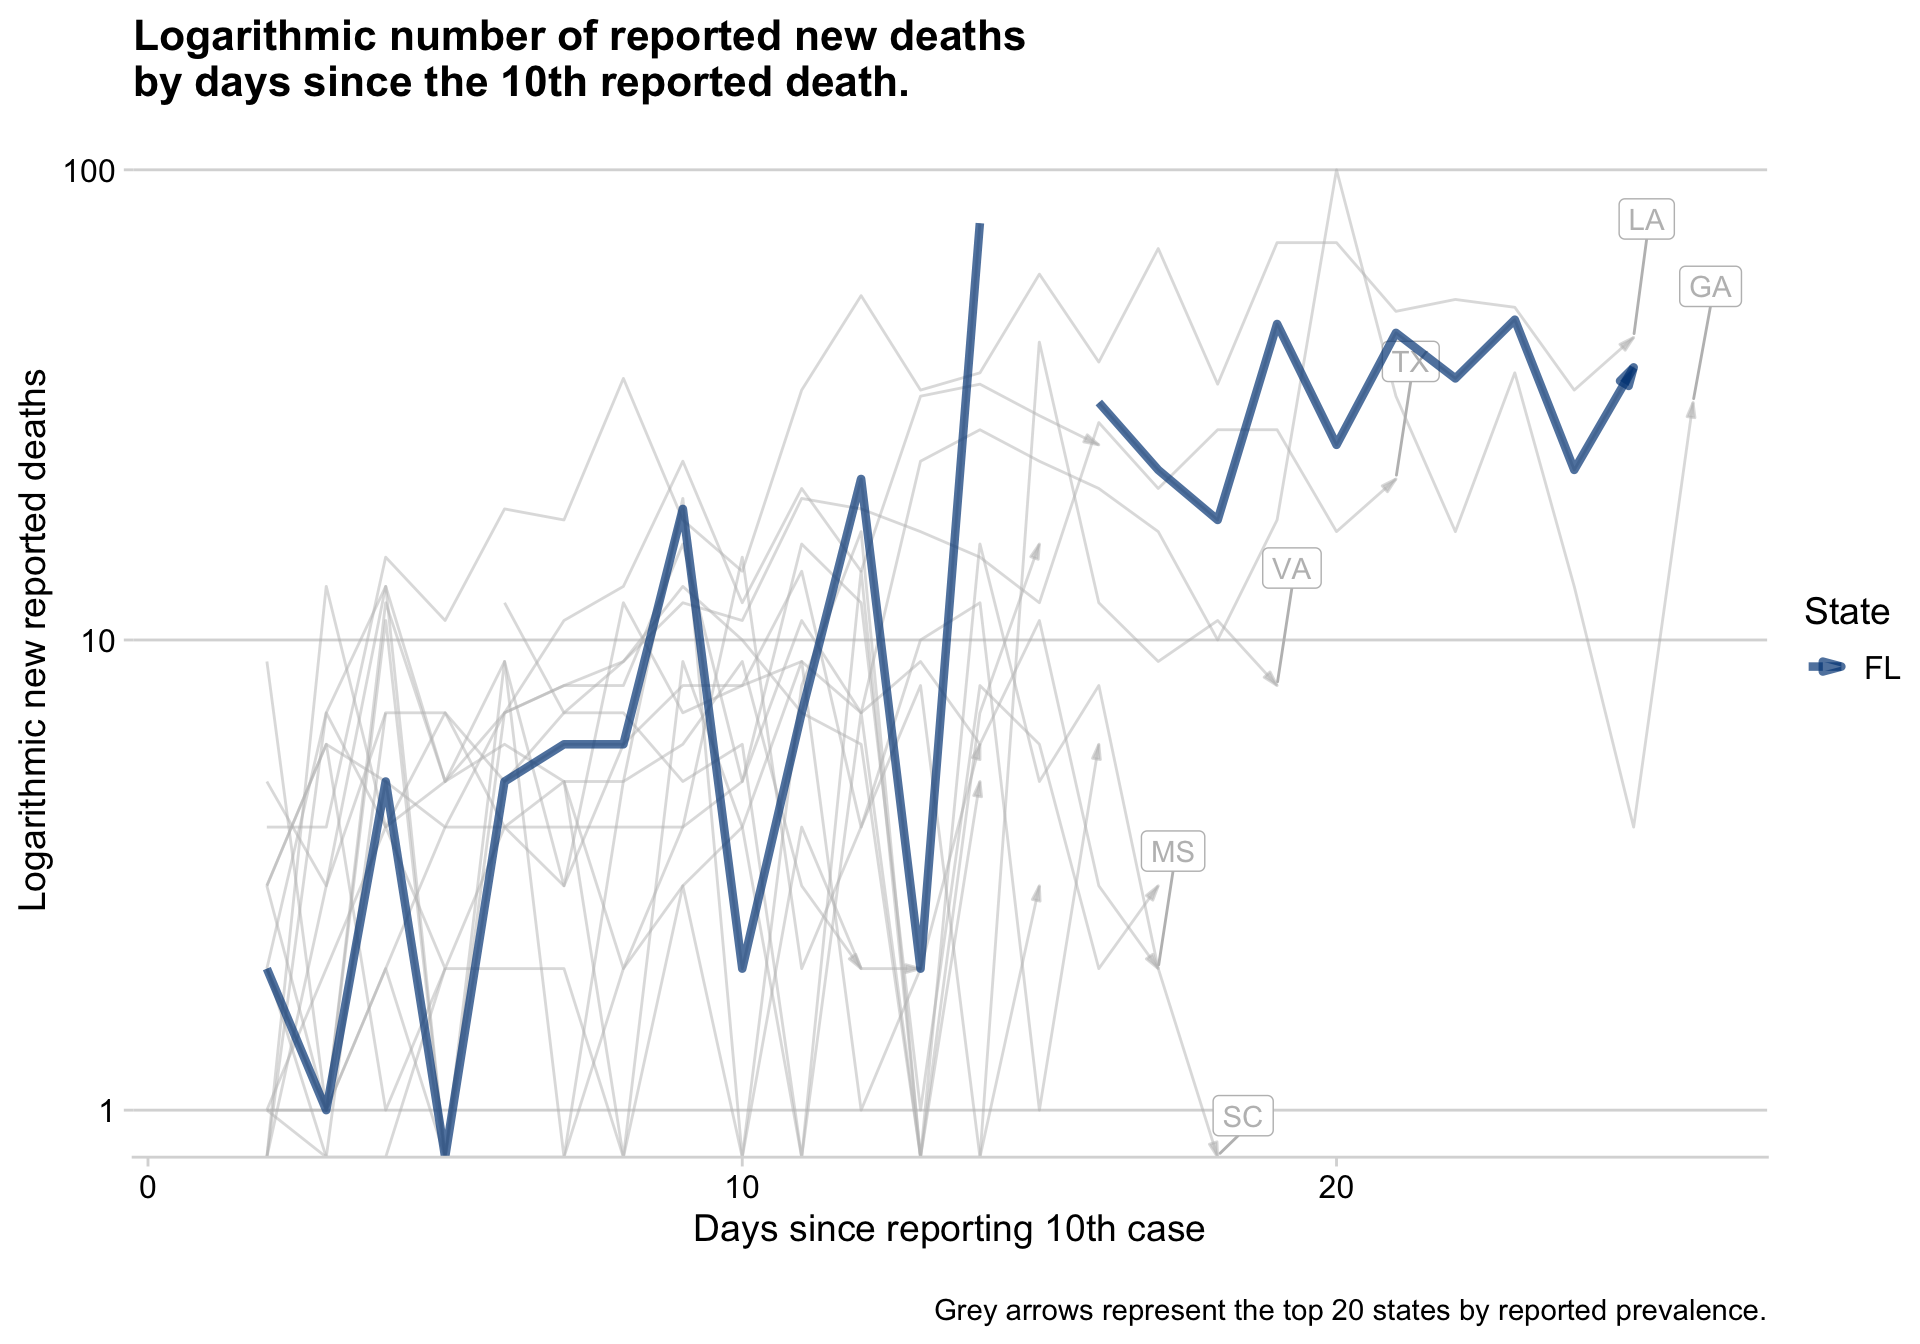 Logarithmic number of reported new deaths
by days since the 10th reported death.
100
10
1
Logarithmic new reported deaths
LA
GA
TX
VA
MS
SC
State
FL
0
10
20
Days since reporting 10th case
Grey arrows represent the top 20 states by reported prevalence.